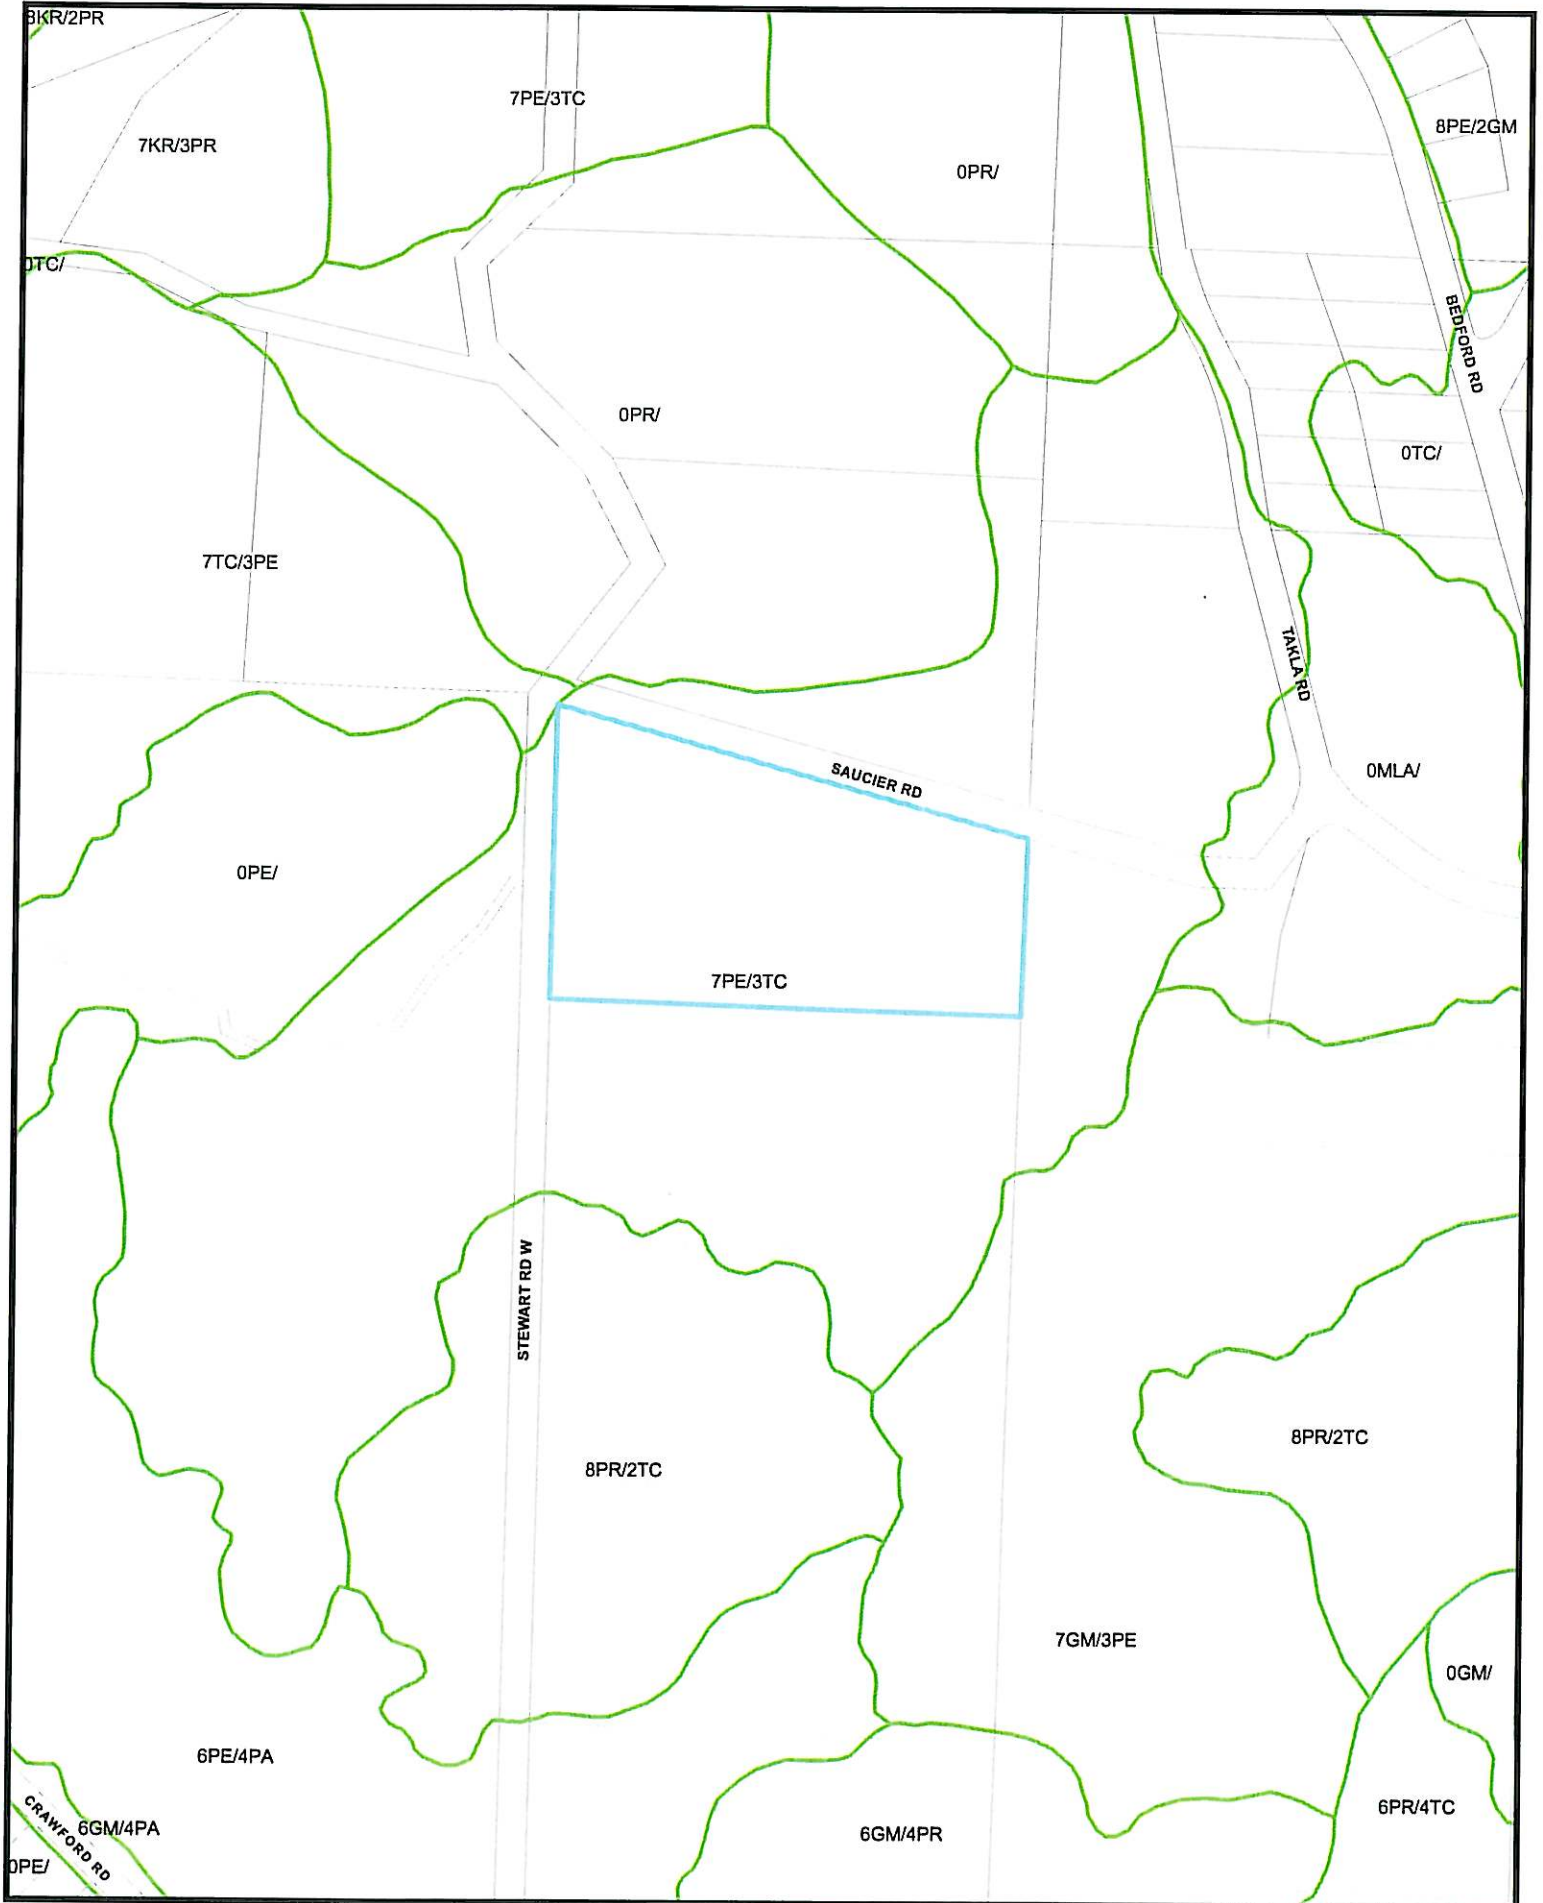 8KR/2PR
7PE/3TC
8PE/2GM
7KR/3PR
0PR/
0TC/
BEDFORD RD
0PR/
0TC/
7TC/3PE
TAKLA RD
SAUCIER RD
0MLA/
0PE/
7PE/3TC
STEWART RD W
8PR/2TC
8PR/2TC
7GM/3PE
0GM/
6PE/4PA
6PR/4TC
CRAWFORD RD
6GM/4PA
6GM/4PR
0PE/